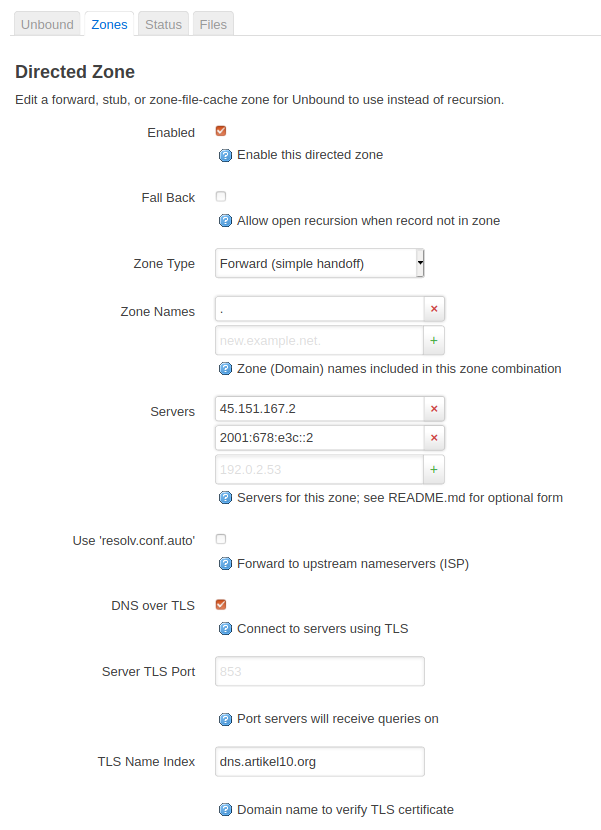 Unbound Zones Status Files
Directed Zone
Edit a forward, stub, or zone-file-cache zone for Unbound to use instead of recursion.
Enabled
Enable this directed zone
Fall Back
Allow open recursion when record not in zone
Zone Type Forward (simple handoff)
Zone Names .
new.example.net.
Zone (Domain) names included in this zone combination
Servers 45.151.167.2
2001:678:e3c::2
192.0.2.53
Servers for this zone; see README.md for optional form
Use 'resolv.conf.auto'
Forward to upstream nameservers (ISP)
DNS over TLS
Connect to servers using TLS
Server TLS Port 853
Port servers will receive queries on
TLS Name Index dns.artikel10.org
Domain name to verify TLS certificate